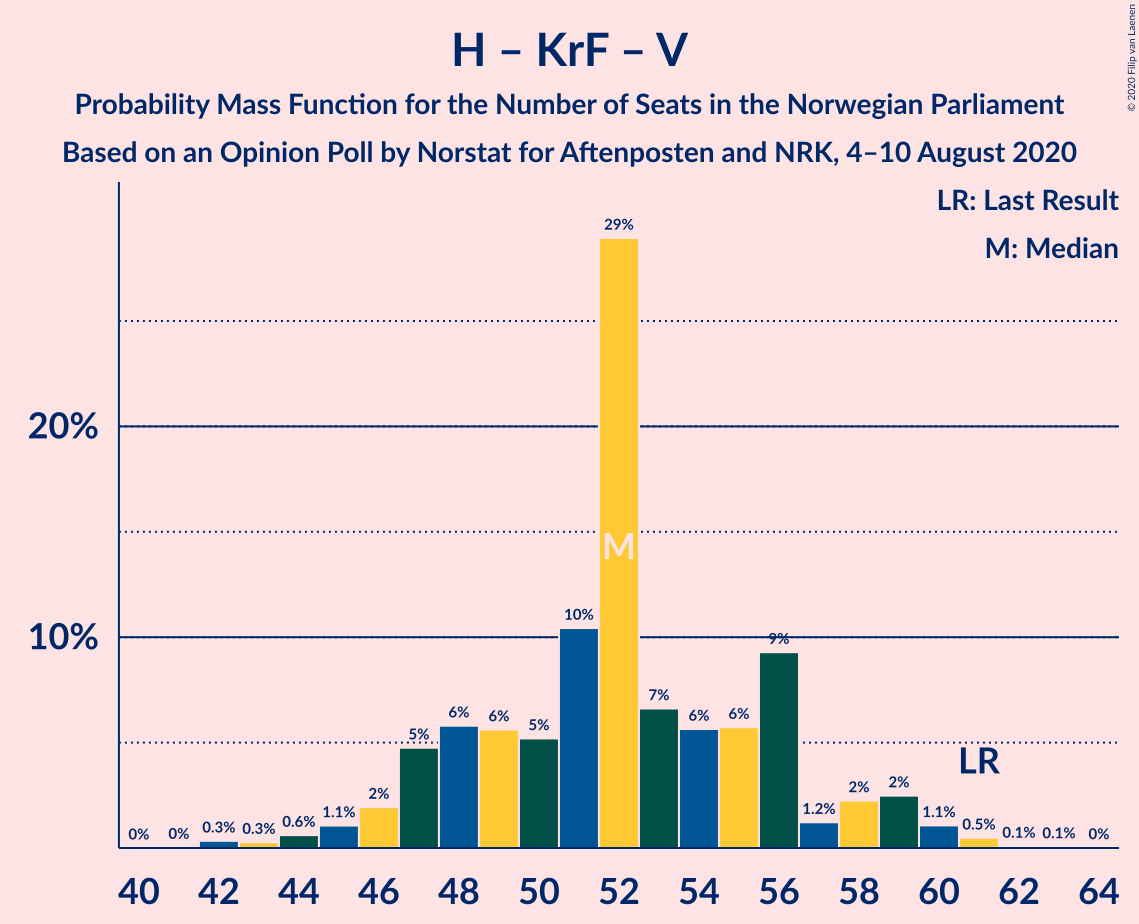 H – KrF – V
Probability Mass Function for the Number of Seats in the Norwegian Parliament
Based on an Opinion Poll by Norstat for Aftenposten and NRK, 4–10 August 2020
© 2020 Filip van Laenen
LR: Last Result
M: Median
20%
10%
0% 0% 0.3% 0.3% 0.6% 1.1% 2% 5% 6% 6% 5% 10% 29% 7% 6% 6% 9% 1.2% 2% 2% 1.1% 0.5% 0.1% 0.1% 0%
M
LR
40 42 44 46 48 50 52 54 56 58 60 62 64